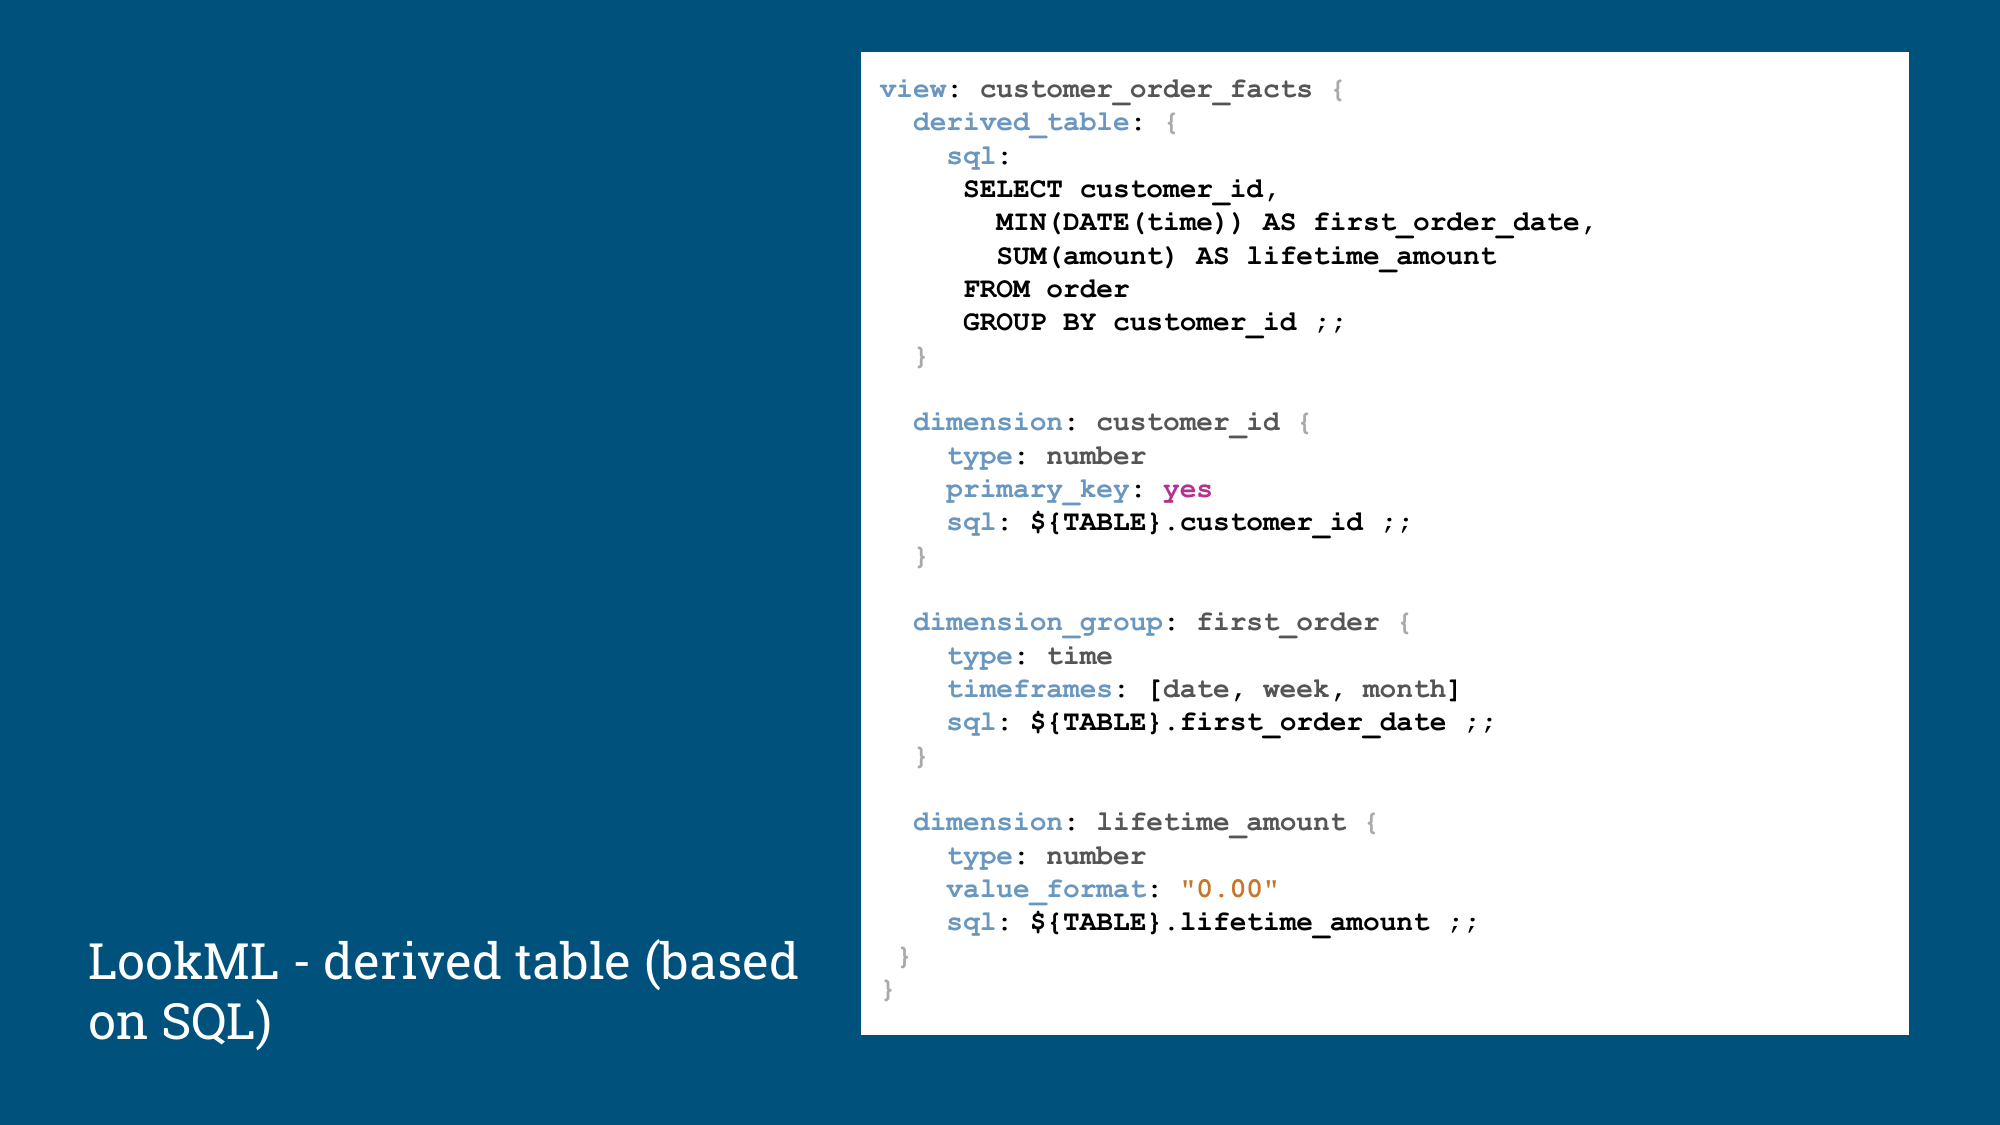 view: customer_order_facts {
  derived_table: {
    sql:
     SELECT customer_id,
       MIN(DATE(time)) AS first_order_date,
       SUM(amount) AS lifetime_amount
     FROM order
     GROUP BY customer_id ;;
  }

  dimension: customer_id {
    type: number
    primary_key: yes
    sql: ${TABLE}.customer_id ;;
  }

  dimension_group: first_order {
    type: time
    timeframes: [date, week, month]
    sql: ${TABLE}.first_order_date ;;
  }

  dimension: lifetime_amount {
    type: number
    value_format: "0.00"
    sql: ${TABLE}.lifetime_amount ;;
 }
}
LookML - derived table (based
on SQL)